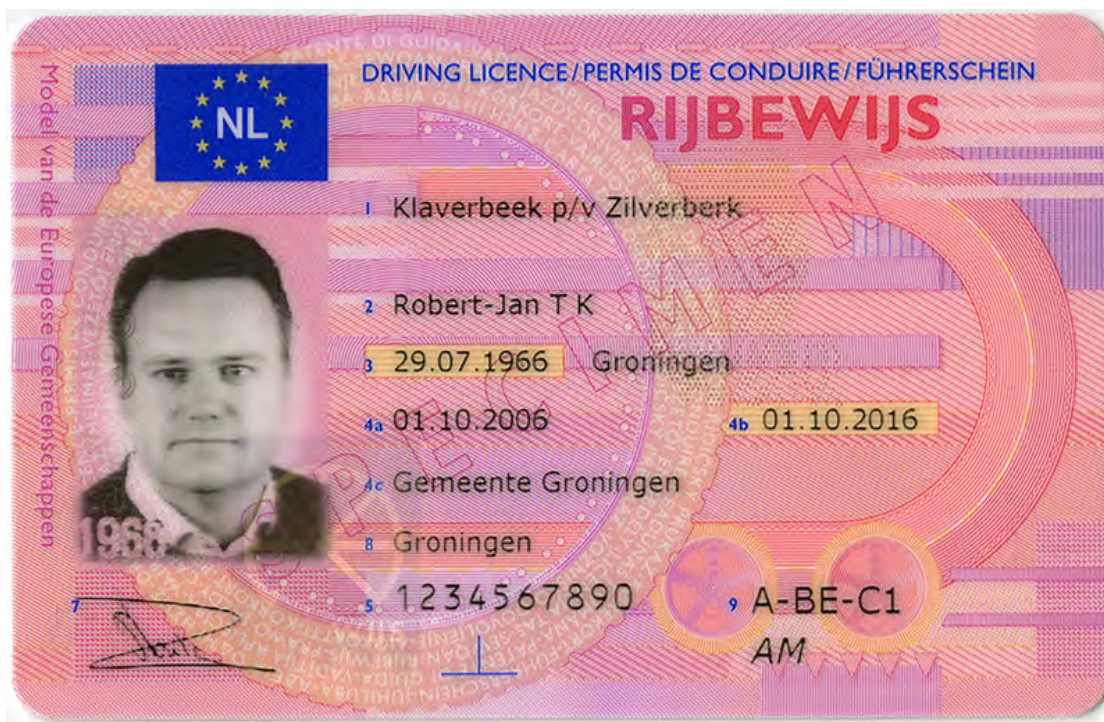 DRIVING LICENCE/PERMIS DE CONDUIRE/FÜHRERSCHEIN
RIJBEWIJS
NL
Model van de Europese Gemeenschappen
1 Klaverbeek p/v Zilverberk
2 Robert-Jan T K
3 29.07.1966 Groningen
4a 01.10.2006 4b 01.10.2016
4c Gemeente Groningen
8 Groningen
5 1234567890 9 A-BE-C1
AM
7
1966
SPECIMEN